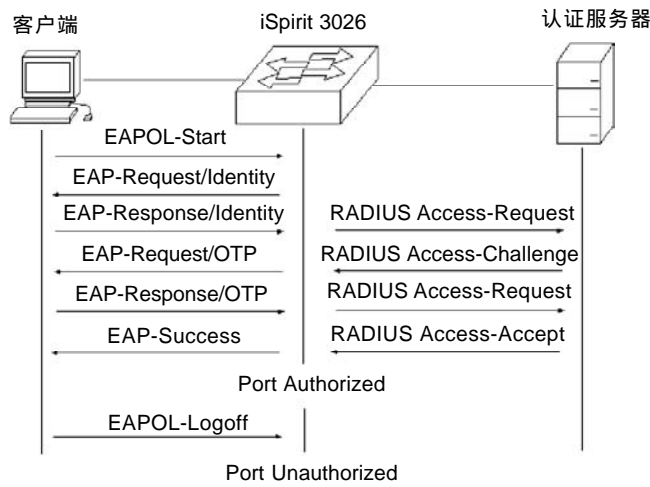 客户端
iSpirit 3026
认证服务器
EAPOL-Start
EAP-Request/Identity
EAP-Response/Identity
RADIUS Access-Request
EAP-Request/OTP
RADIUS Access-Challenge
EAP-Response/OTP
RADIUS Access-Request
EAP-Success
RADIUS Access-Accept
Port Authorized
EAPOL-Logoff
Port Unauthorized